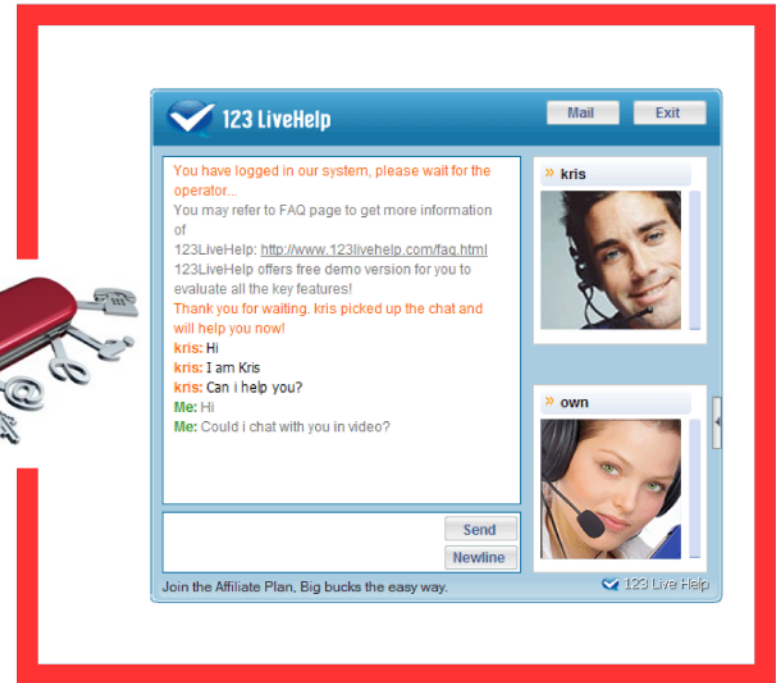 123 LiveHelp
Mail
Exit
You have logged in our system, please wait for the
operator...
You may refer to FAQ page to get more information
of
123LiveHelp: http://www.123livehelp.com/faq.html
123LiveHelp offers free demo version for you to
evaluate all the key features!
Thank you for waiting. kris picked up the chat and
will help you now!
kris: Hi
kris: I am Kris
kris: Can i help you?
Me: Hi
Me: Could i chat with you in video?
» kris
» own
Send
Newline
Join the Affiliate Plan, Big bucks the easy way.
123 Live Help